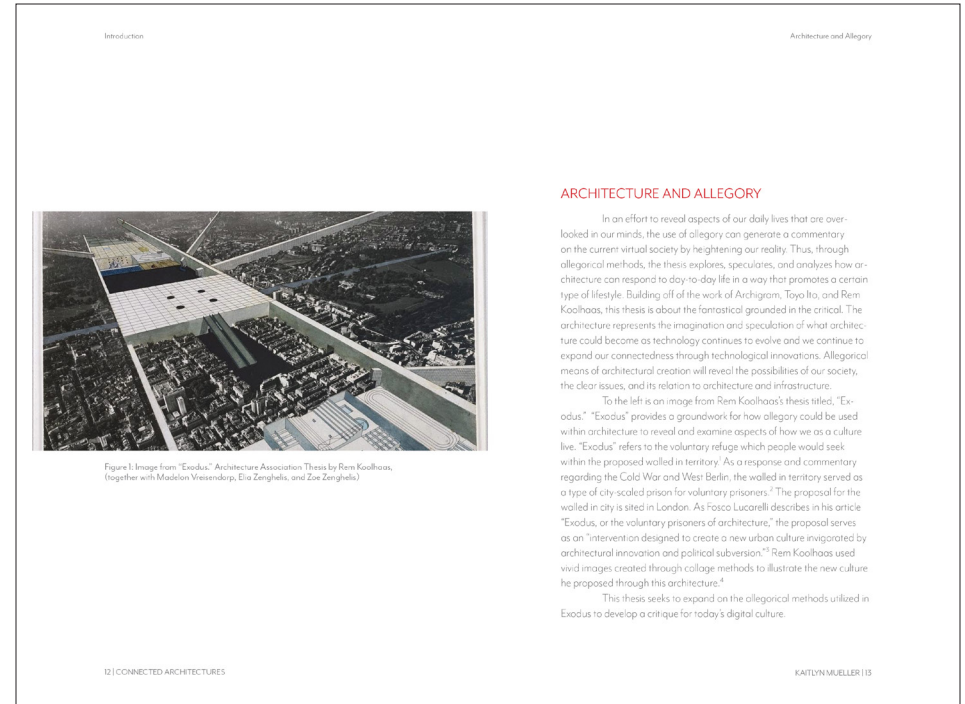 Introduction
Architecture and Allegory
Figure 1: Image from "Exodus." Architecture Association Thesis by Rem Koolhaas,
(together with Madelon Vreisendorp, Elia Zenghelis, and Zoe Zenghelis)
12 | CONNECTED ARCHITECTURES
ARCHITECTURE AND ALLEGORY
In an effort to reveal aspects of our daily lives that are over-
looked in our minds, the use of allegory can generate a commentary
on the current virtual society by heightening our reality. Thus, through
allegorical methods, the thesis explores, speculates, and analyzes how ar-
chitecture can respond to day-to-day life in a way that promotes a certain
type of lifestyle. Building off of the work of Archigram, Toyo Ito, and Rem
Koolhaas, this thesis is about the fantastical grounded in the critical. The
architecture represents the imagination and speculation of what architec-
ture could become as technology continues to evolve and we continue to
expand our connectedness through technological innovations. Allegorical
means of architectural creation will reveal the possibilities of our society,
the clear issues, and its relation to architecture and infrastructure.
To the left is an image from Rem Koolhaas's thesis titled, "Ex-
odus." "Exodus" provides a groundwork for how allegory could be used
within architecture to reveal and examine aspects of how we as a culture
live. "Exodus" refers to the voluntary refuge which people would seek
within the proposed walled in territory.¹ As a response and commentary
regarding the Cold War and West Berlin, the walled in territory served as
a type of city-scaled prison for voluntary prisoners.² The proposal for the
walled in city is sited in London. As Fosco Lucarelli describes in his article
"Exodus, or the voluntary prisoners of architecture," the proposal serves
as an "intervention designed to create a new urban culture invigorated by
architectural innovation and political subversion."³ Rem Koolhaas used
vivid images created through collage methods to illustrate the new culture
he proposed through this architecture.⁴
This thesis seeks to expand on the allegorical methods utilized in
Exodus to develop a critique for today's digital culture.
KAITLYN MUELLER | 13